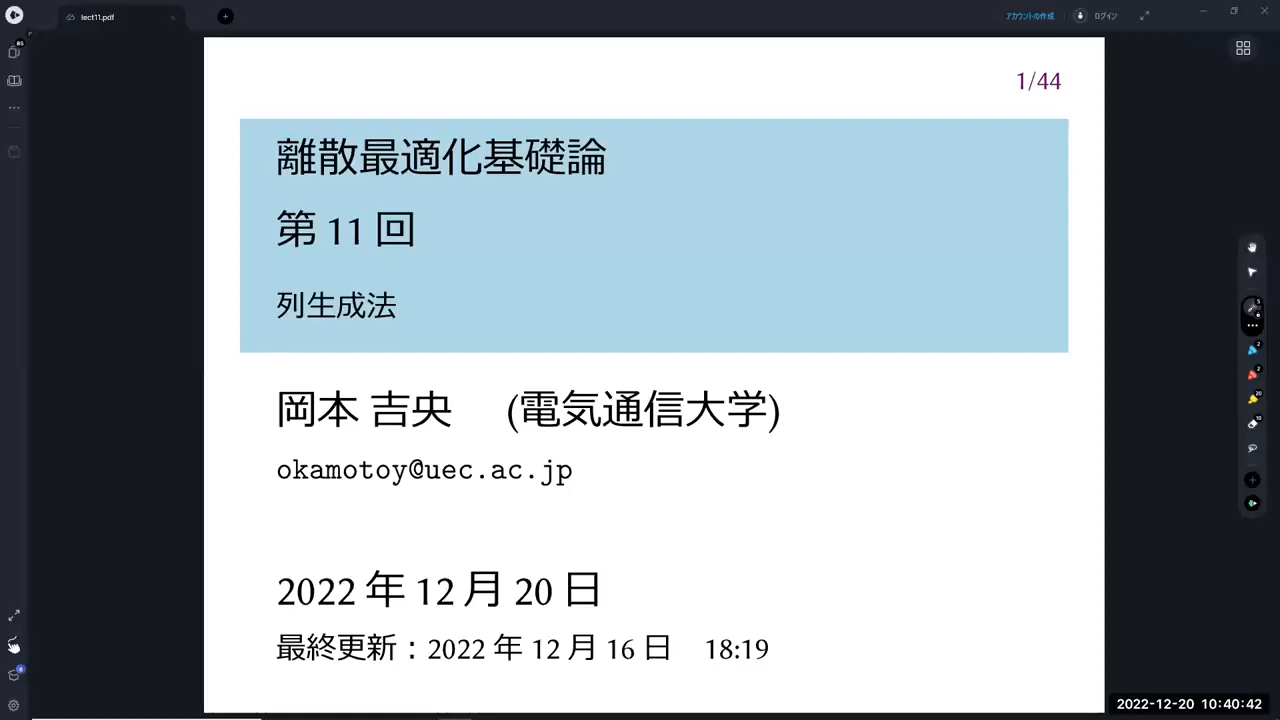 lect11.pdf
アカウントの作成
ログイン
85
1/44
離散最適化基礎論
第 11 回
列生成法
岡本 吉央 (電気通信大学)
okamotoy@uec.ac.jp
2022 年 12 月 20 日
最終更新：2022 年 12 月 16 日 18:19
2022-12-20 10:40:42